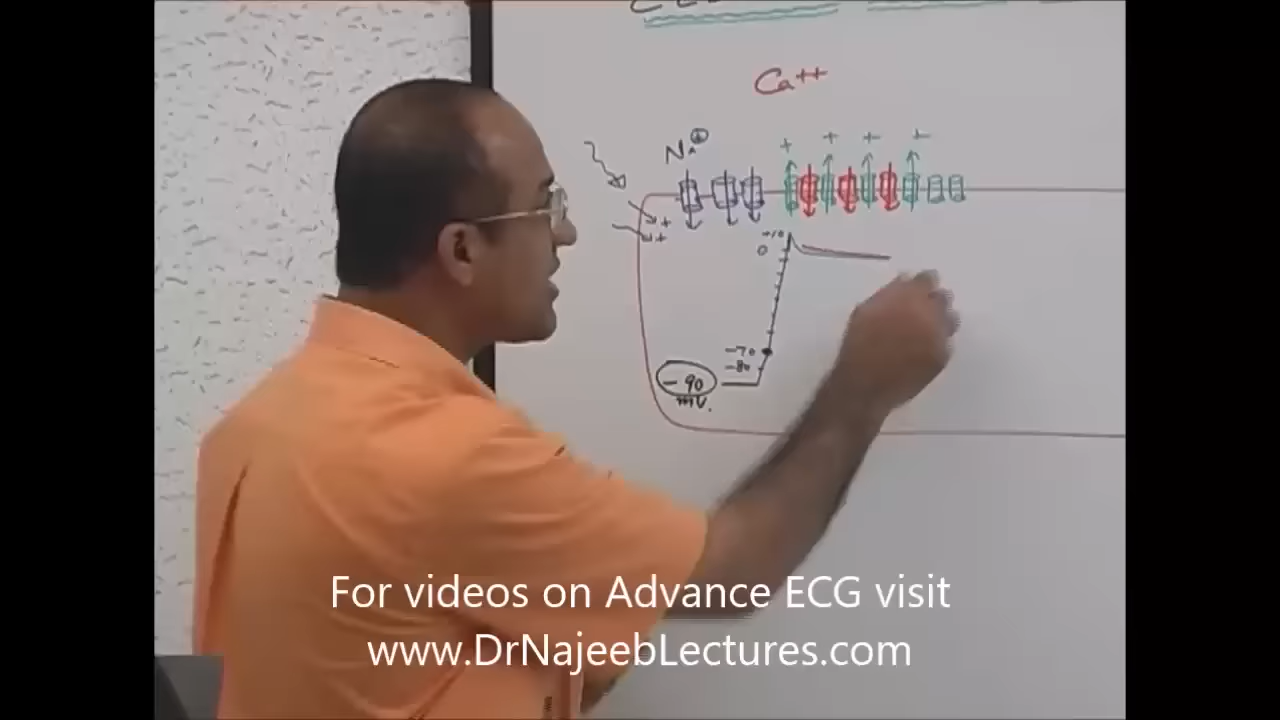 Ca++
Na+
+ + + +
+
+
+10
0
-70
-80
-90
mV.
For videos on Advance ECG visit
www.DrNajeebLectures.com